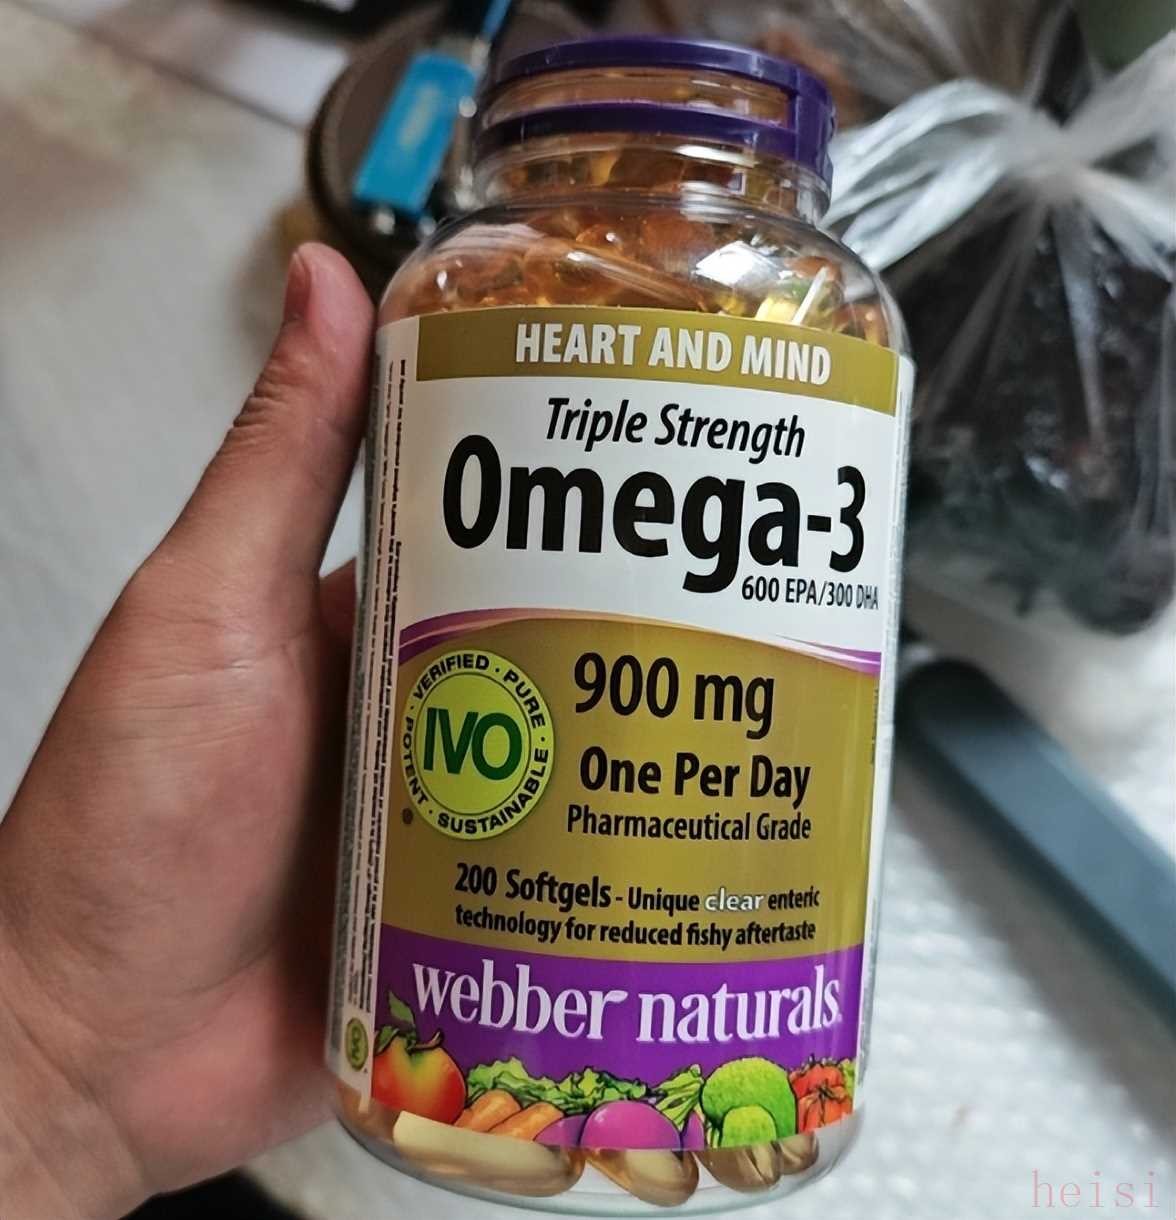 HEART AND MIND
Triple Strength
Omega-3
600 EPA/300 DHA
900 mg
One Per Day
Pharmaceutical Grade
VERIFIED · PURE · SUSTAINABLE · POTENT ·
IVO
200 Softgels - Unique clear enteric
technology for reduced fishy aftertaste
webber naturals
IVO
heisi